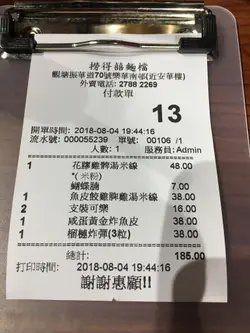 撈得囍麵檔
觀塘振華道70號樂華南邨(近安華樓)
外賣電話: 2788 2269
付款單
13
開單時間: 2018-08-04 19:44:16
流水號: 000055239 單號: 00106 /1
人數: 1 服務員: Admin
1 花膠雞髀湯米線 48.00
*(米粉)
蝴蝶腩 7.00
1 魚皮餃雞髀雞湯米線 38.00
2 支裝可樂 16.00
1 咸蛋黃金炸魚皮 38.00
1 榴槤炸彈(3粒) 38.00
總計: 185.00
打印時間: 2018-08-04 19:44:16
謝謝惠顧!!